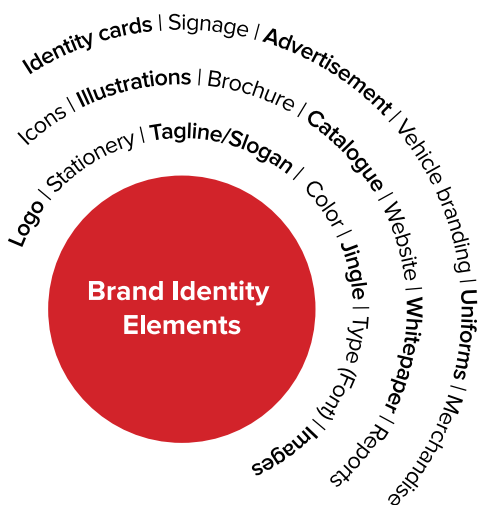 Identity cards | Signage | Advertisement | Vehicle branding | Uniforms | Merchandise
Icons | Illustrations | Brochure | Catalogue | Website | Whitepaper | Reports
Logo | Stationery | Tagline/Slogan | Color | Jingle | Type (Font) | Images
Brand Identity
Elements